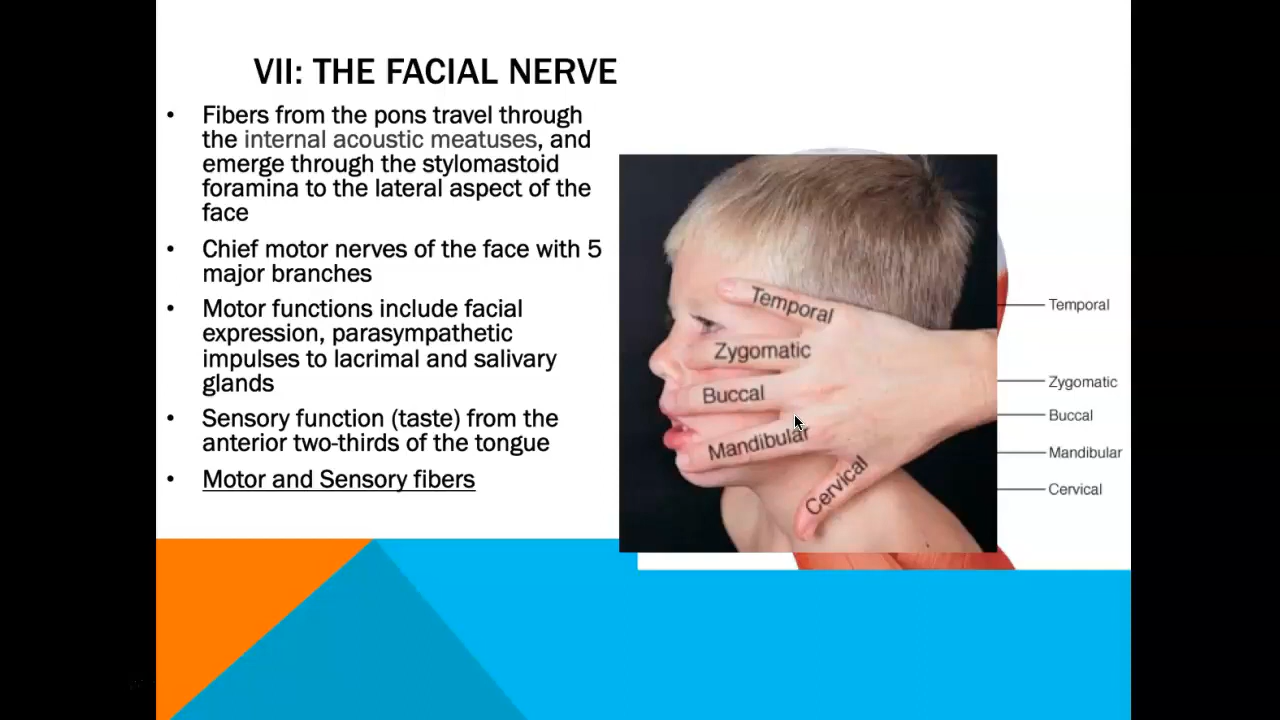 VII: THE FACIAL NERVE
• Fibers from the pons travel through
the internal acoustic meatuses, and
emerge through the stylomastoid
foramina to the lateral aspect of the
face
• Chief motor nerves of the face with 5
major branches
• Motor functions include facial
expression, parasympathetic
impulses to lacrimal and salivary
glands
• Sensory function (taste) from the
anterior two-thirds of the tongue
• Motor and Sensory fibers
Temporal
Zygomatic
Buccal
Mandibular
Cervical
Temporal
Zygomatic
Buccal
Mandibular
Cervical